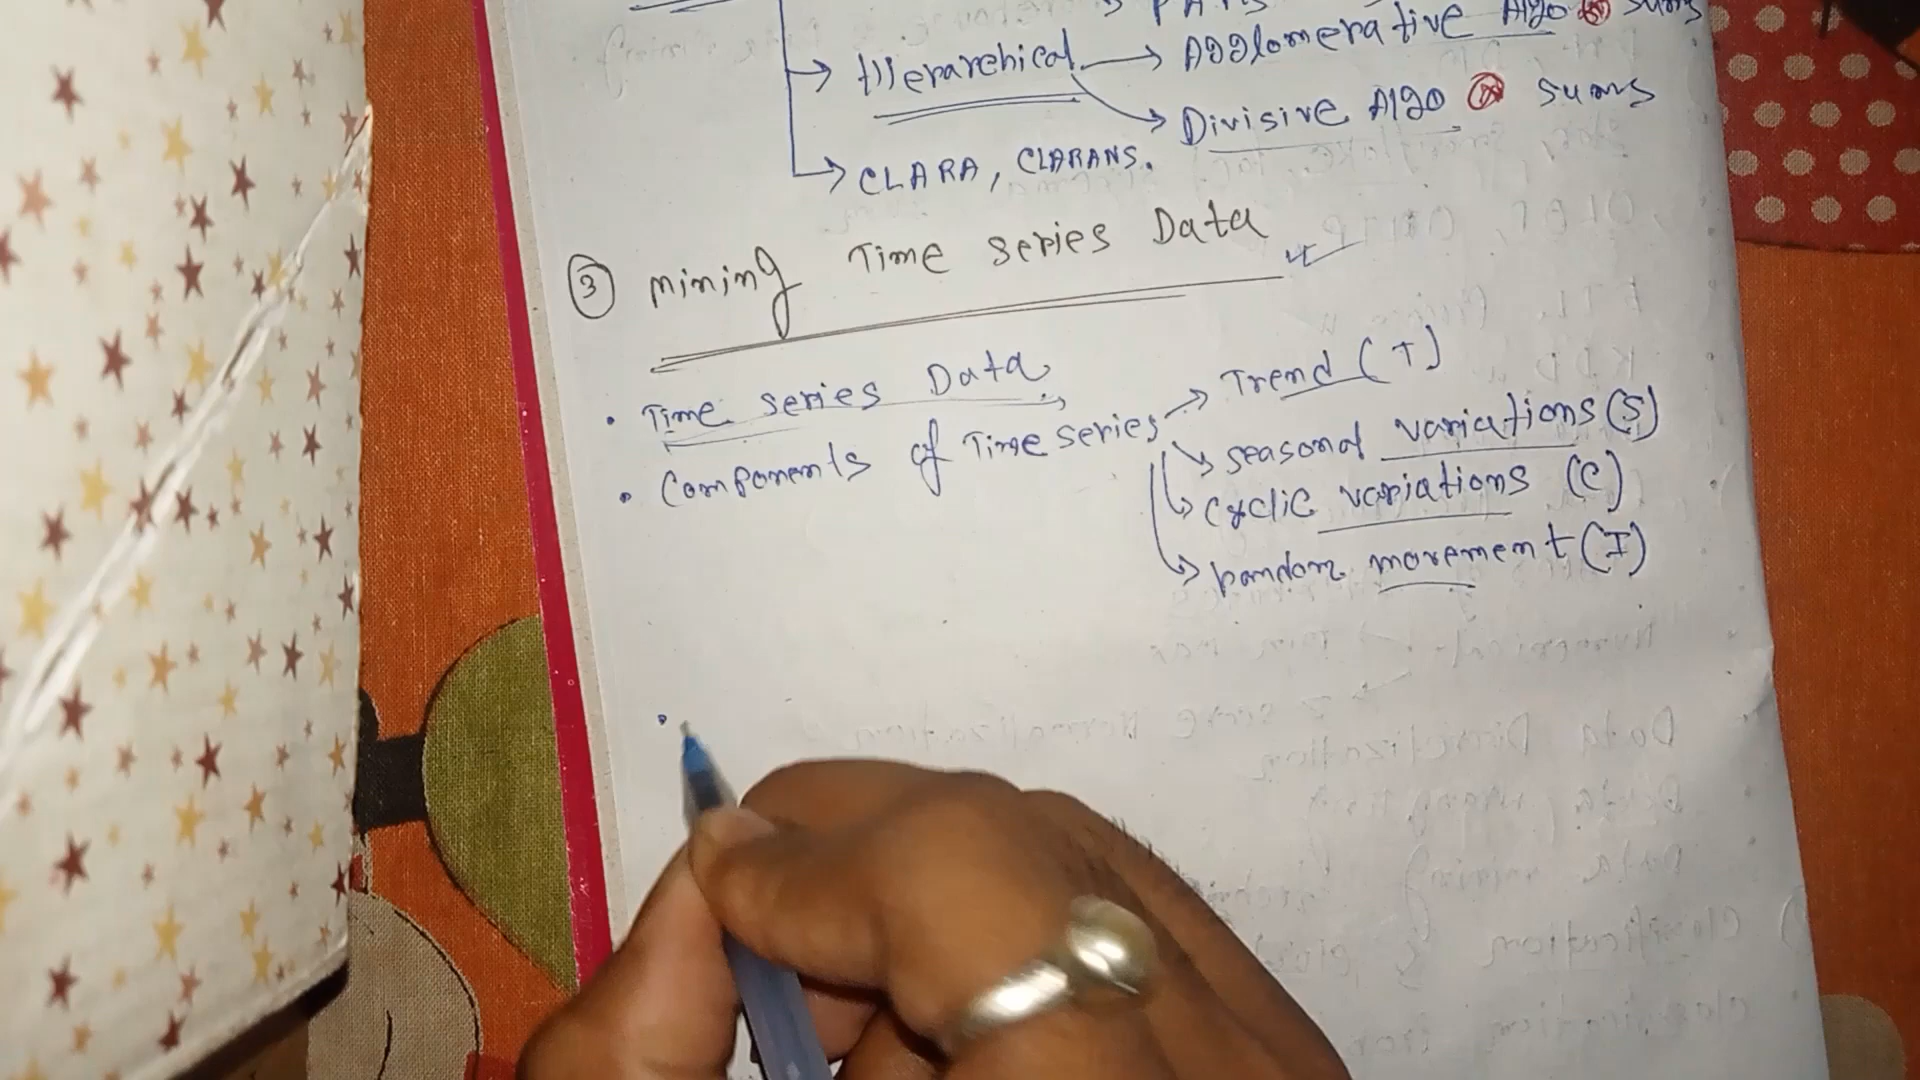 Hierarchical → Agglomerative Algo sums
→ Divisive Algo sums
→ CLARA, CLARANS.
③ mining Time series Data
• Time series Data
• Components of Time series → Trend (T)
→ seasonal variations (S)
→ cyclic variations (C)
→ random movement (I)
•